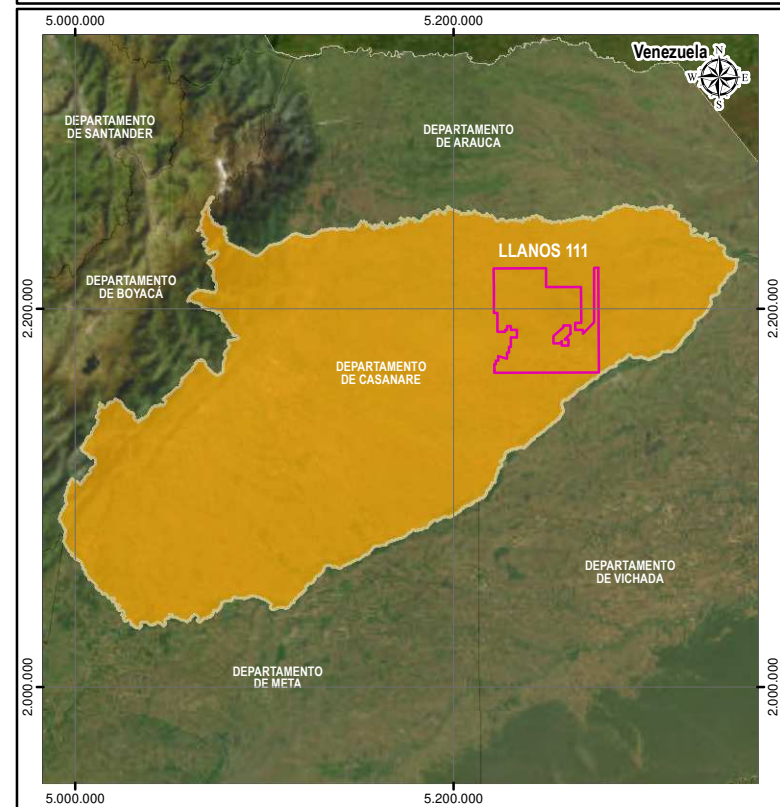 5.000.000
5.200.000
Venezuela
N
W
E
S
DEPARTAMENTO
DE SANTANDER
DEPARTAMENTO
DE ARAUCA
LLANOS 111
DEPARTAMENTO
DE BOYACÁ
2.200.000
2.200.000
DEPARTAMENTO
DE CASANARE
DEPARTAMENTO
DE VICHADA
DEPARTAMENTO
DE META
2.000.000
2.000.000
5.000.000
5.200.000